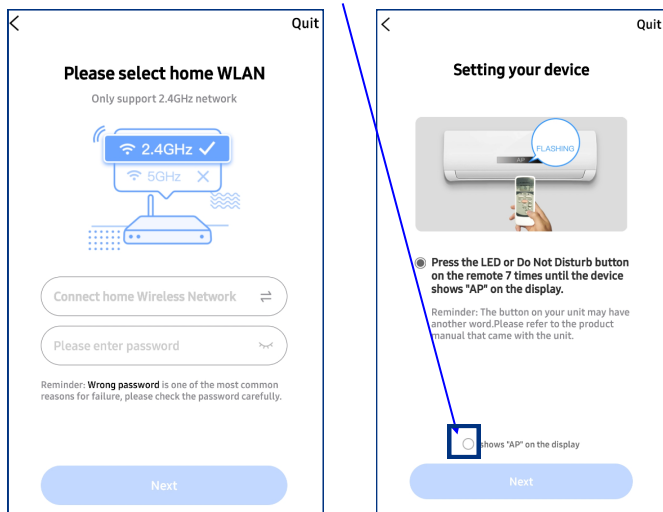 Quit
Please select home WLAN
Only support 2.4GHz network
2.4GHz
5GHz
Connect home Wireless Network
Please enter password
Reminder: Wrong password is one of the most common
reasons for failure, please check the password carefully.
Next
Quit
Setting your device
FLASHING
AP
Press the LED or Do Not Disturb button
on the remote 7 times until the device
shows "AP" on the display.
Reminder: The button on your unit may have
another word.Please refer to the product
manual that came with the unit.
shows "AP" on the display
Next